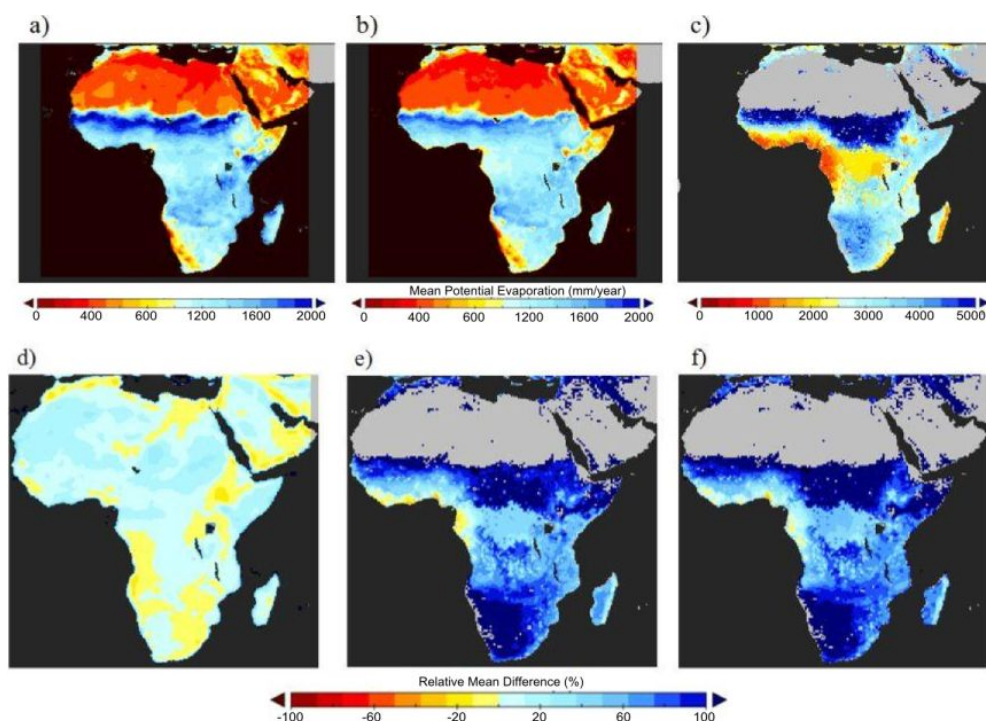 a)
b)
c)
Mean Potential Evaporation (mm/year)
0 400 600 1200 1600 2000
0 400 600 1200 1600 2000
0 1000 2000 3000 4000 5000
d)
e)
f)
Relative Mean Difference (%)
-100 -60 -20 20 60 100